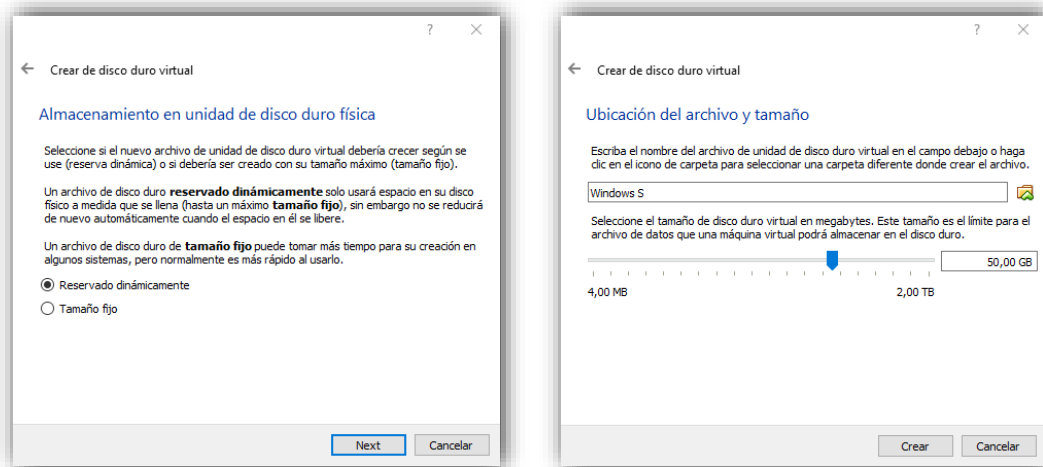 ?
Crear de disco duro virtual
Almacenamiento en unidad de disco duro física
Seleccione si el nuevo archivo de unidad de disco duro virtual debería crecer según se
use (reserva dinámica) o si debería ser creado con su tamaño máximo (tamaño fijo).
Un archivo de disco duro reservado dinámicamente solo usará espacio en su disco
físico a medida que se llena (hasta un máximo tamaño fijo), sin embargo no se reducirá
de nuevo automáticamente cuando el espacio en él se libere.
Un archivo de disco duro de tamaño fijo puede tomar más tiempo para su creación en
algunos sistemas, pero normalmente es más rápido al usarlo.
Reservado dinámicamente
Tamaño fijo
Next Cancelar
?
Crear de disco duro virtual
Ubicación del archivo y tamaño
Escriba el nombre del archivo de unidad de disco duro virtual en el campo debajo o haga
clic en el icono de carpeta para seleccionar una carpeta diferente donde crear el archivo.
Windows S
Seleccione el tamaño de disco duro virtual en megabytes. Este tamaño es el límite para el
archivo de datos que una máquina virtual podrá almacenar en el disco duro.
50,00 GB
4,00 MB 2,00 TB
Crear Cancelar